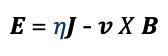 E = ηJ - v X B